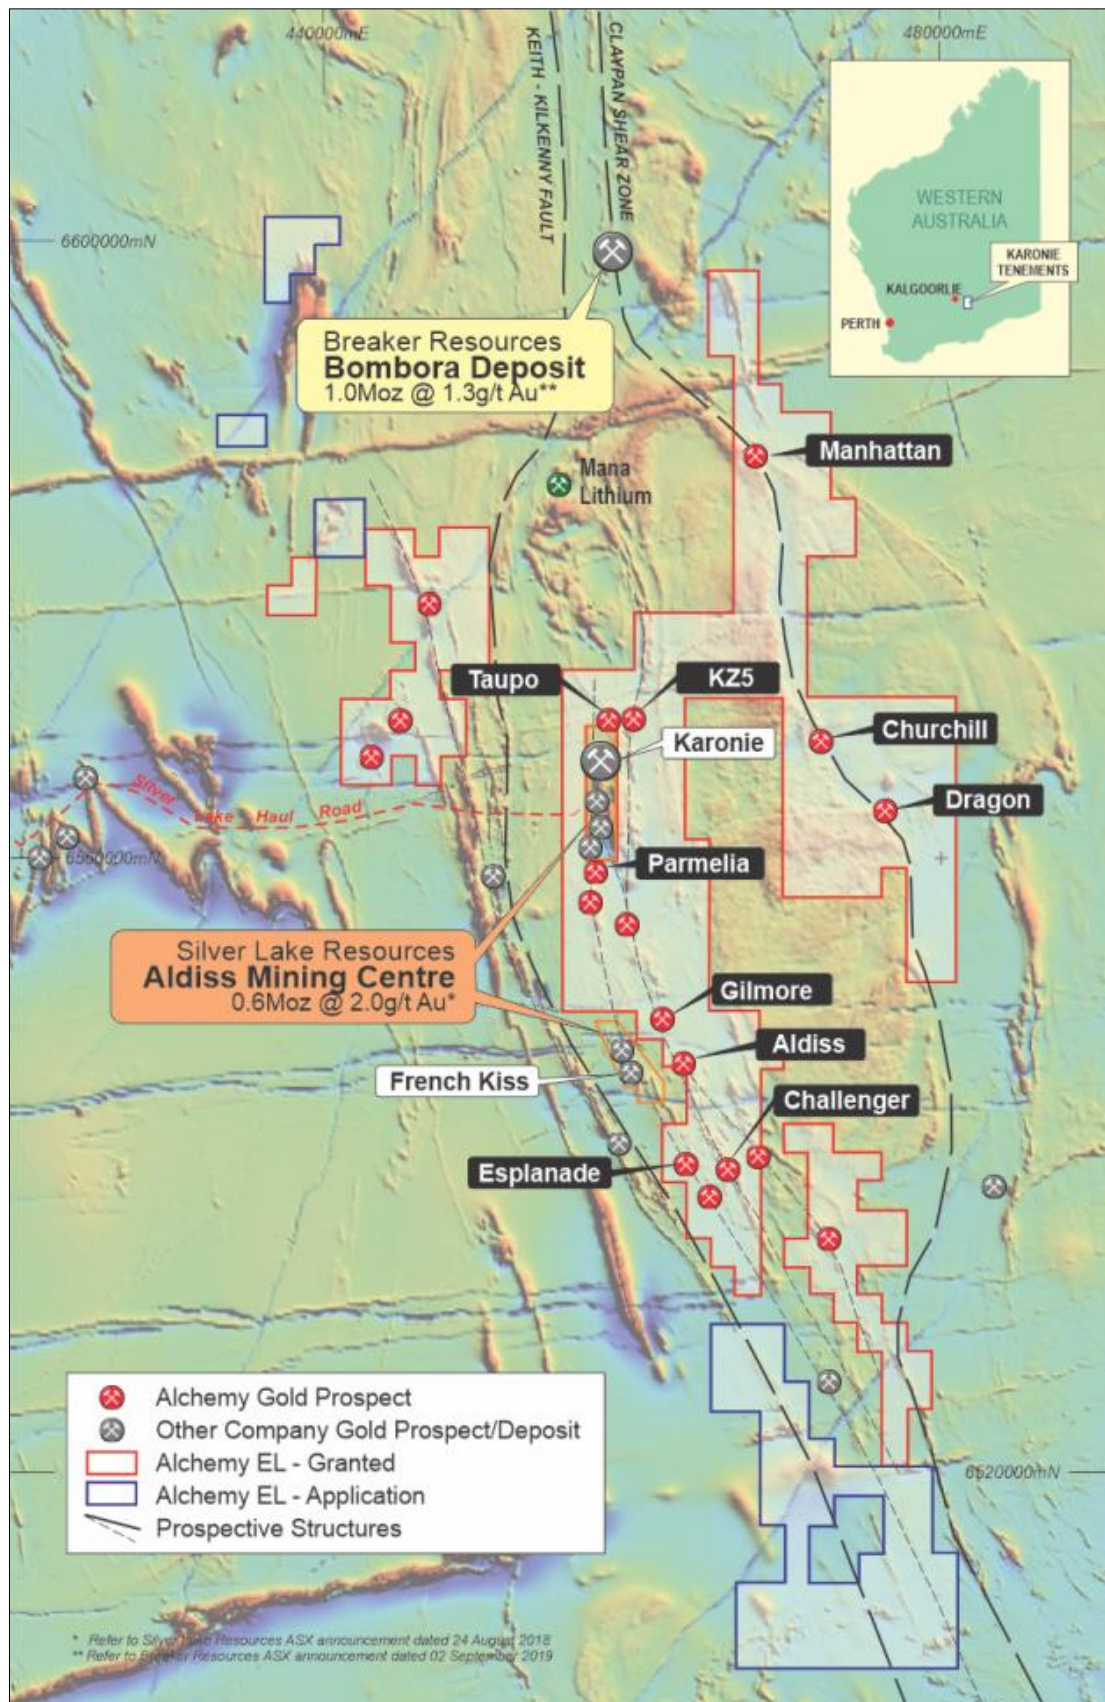 440000mE
480000mE
KEITH - KILKENNY FAULT
CLAYPAN SHEAR ZONE
WESTERN
AUSTRALIA
KARONIE
TENEMENTS
KALGOORLIE
PERTH
6600000mN
Breaker Resources
Bombora Deposit
1.0Moz @ 1.3g/t Au**
Manhattan
Mana
Lithium
Taupo
KZ5
Karonie
Churchill
Dragon
Silver Lake Haul Road
6560000mN
Parmelia
Silver Lake Resources
Aldiss Mining Centre
0.6Moz @ 2.0g/t Au*
Gilmore
Aldiss
French Kiss
Challenger
Esplanade
Alchemy Gold Prospect
Other Company Gold Prospect/Deposit
Alchemy EL - Granted
Alchemy EL - Application
Prospective Structures
6520000mN
* Refer to Silver Lake Resources ASX announcement dated 24 August 2018
** Refer to Breaker Resources ASX announcement dated 02 September 2019